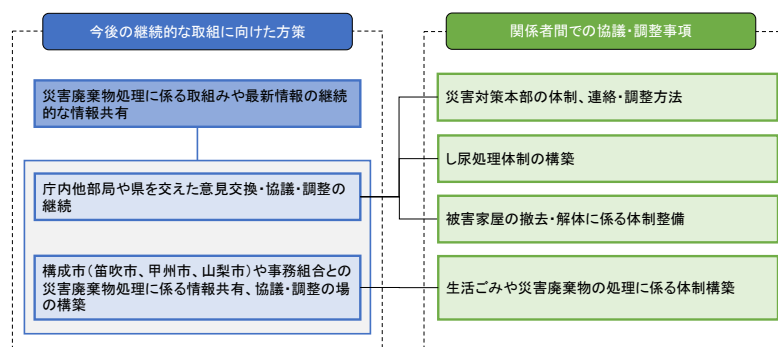 今後の継続的な取組に向けた方策
災害廃棄物処理に係る取組みや最新情報の継続
的な情報共有
庁内他部局や県を交えた意見交換・協議・調整の
継続
構成市（笛吹市、甲州市、山梨市）や事務組合との
災害廃棄物処理に係る情報共有、協議・調整の場
の構築
関係者間での協議・調整事項
災害対策本部の体制、連絡・調整方法
し尿処理体制の構築
被害家屋の撤去・解体に係る体制整備
生活ごみや災害廃棄物の処理に係る体制構築